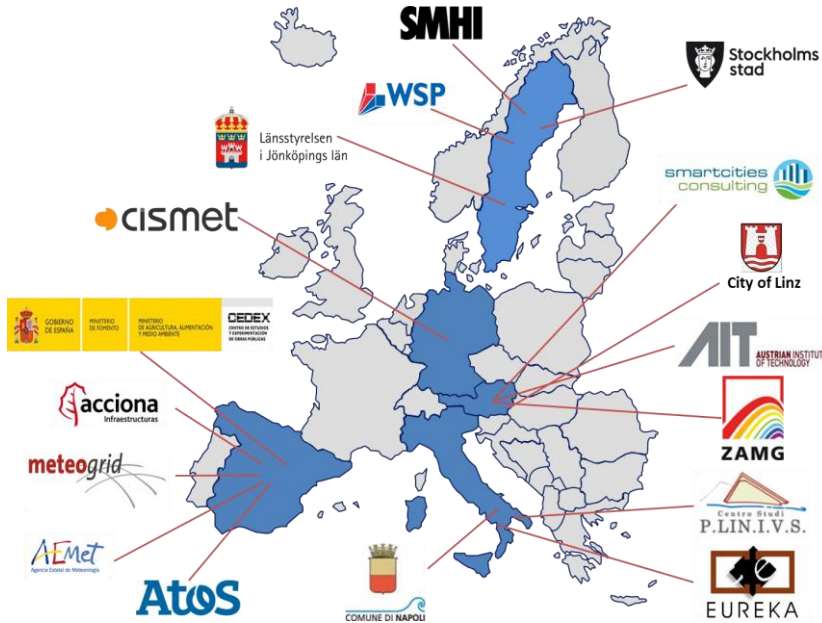 SMHI
Stockholms
stad
WSP
Länsstyrelsen
i Jönköpings län
smartcities
consulting
cismet
City of Linz
GOBIERNO
DE ESPAÑA
MINISTERIO
DE FOMENTO
MINISTERIO
DE AGRICULTURA, ALIMENTACIÓN
Y MEDIO AMBIENTE
CEDEX
CENTRO DE ESTUDIOS
Y EXPERIMENTACIÓN
DE OBRAS PÚBLICAS
AIT
AUSTRIAN INSTITUT
OF TECHNOLOGY
acciona
Infraestructuras
ZAMG
meteogrid
Centro Studi
P.LIN.I.V.S.
AEMet
Agencia Estatal de Meteorología
Atos
COMUNE DI NAPOLI
EUREKA